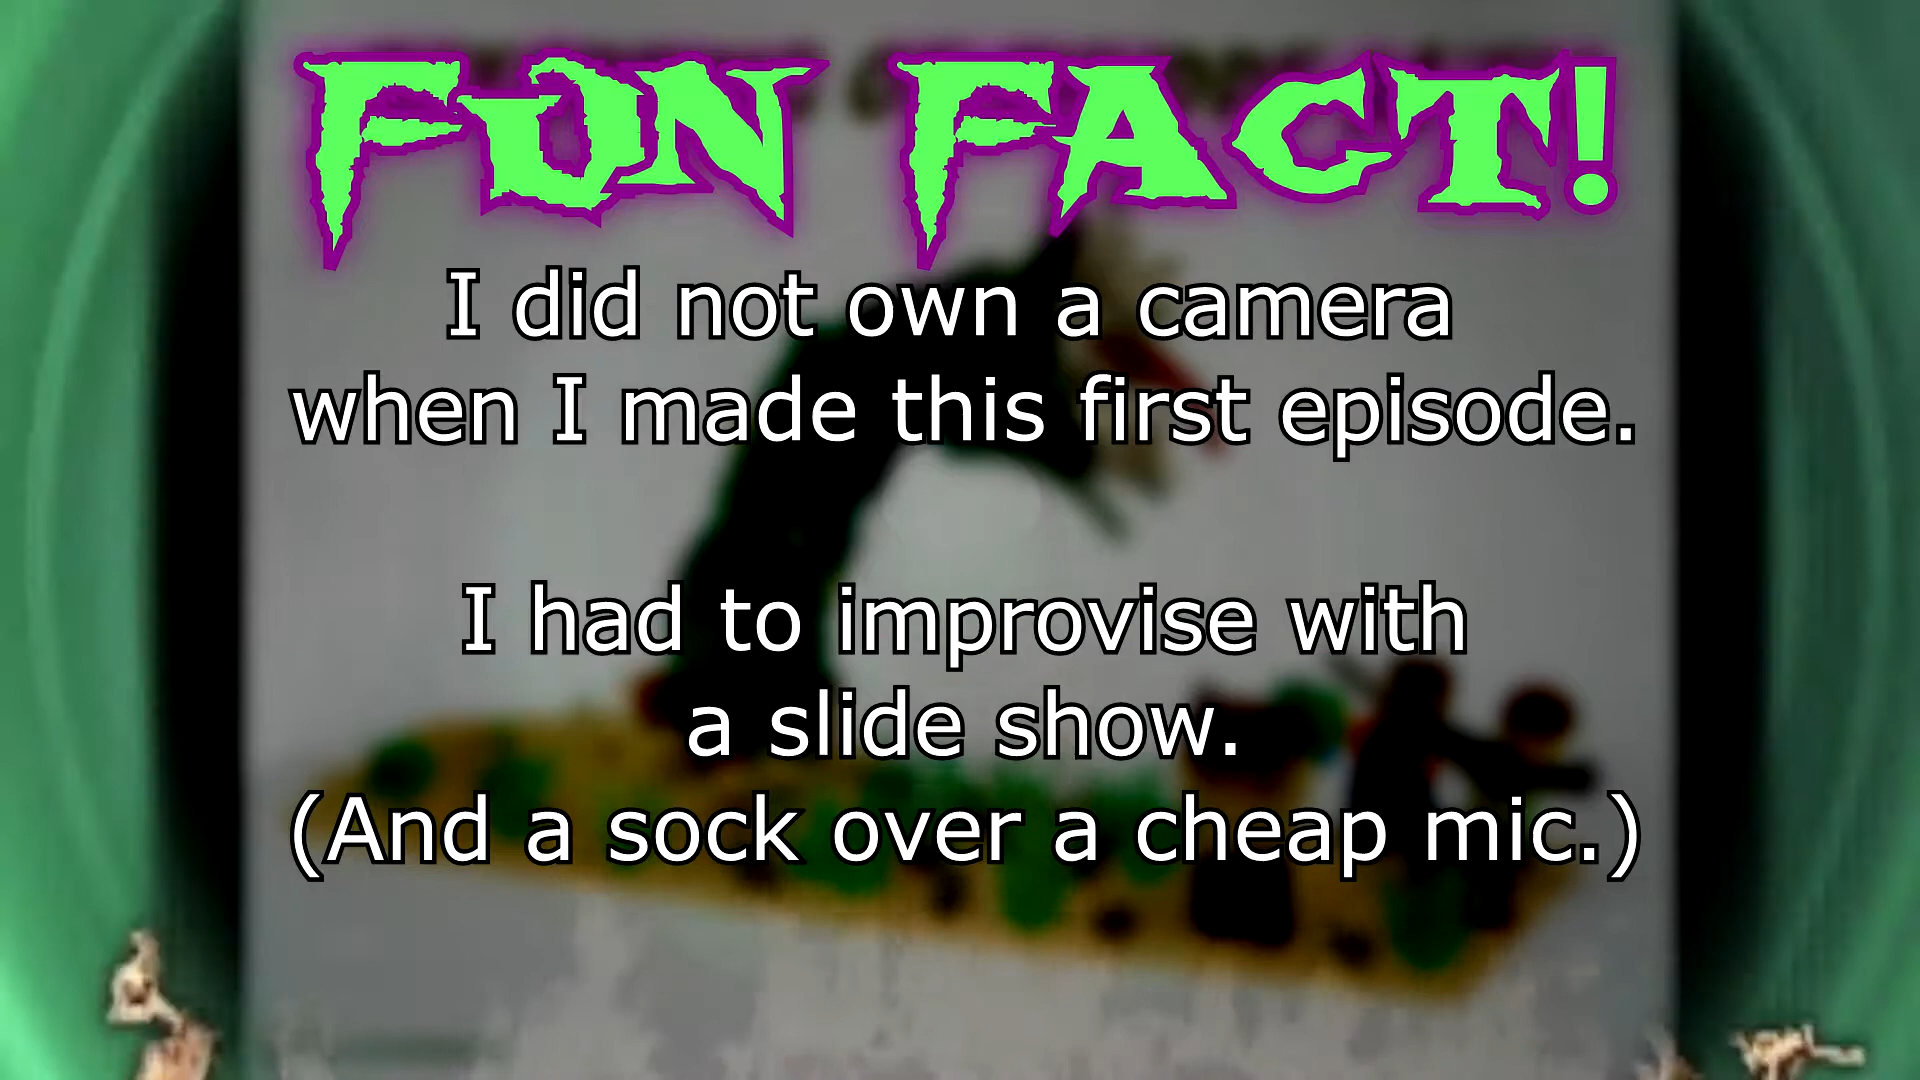 FUN FACT!
I did not own a camera
when I made this first episode.
I had to improvise with
a slide show.
(And a sock over a cheap mic.)